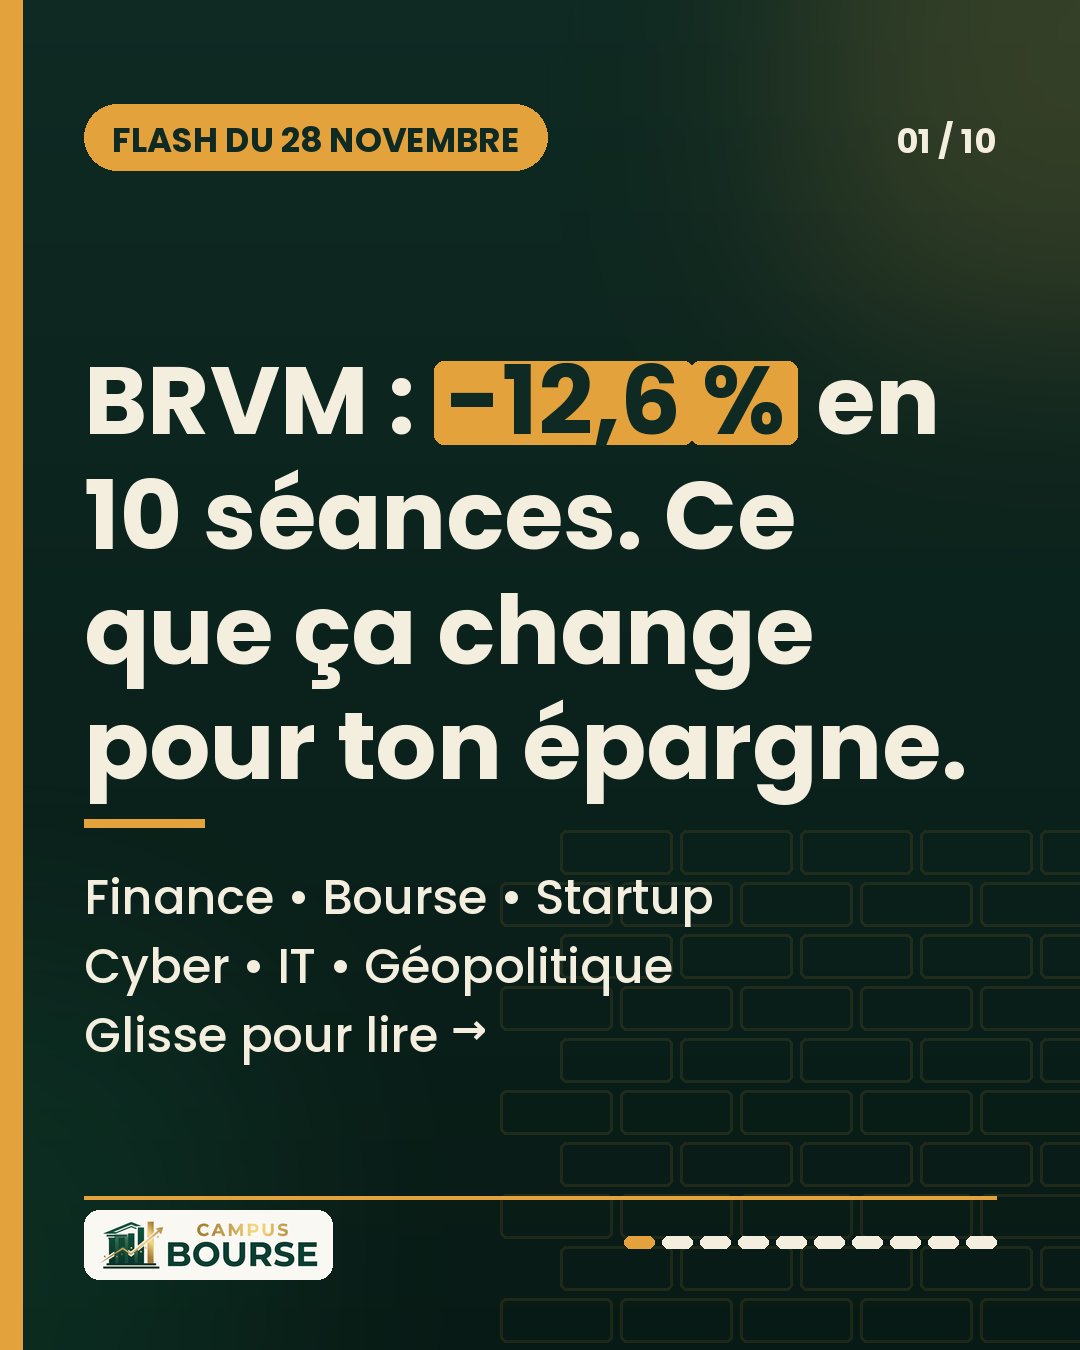 FLASH DU 28 NOVEMBRE
01 / 10
BRVM : −12,6 % en
10 séances. Ce
que ça change
pour ton épargne.
Finance • Bourse • Startup
Cyber • IT • Géopolitique
Glisse pour lire →
CAMPUS
BOURSE